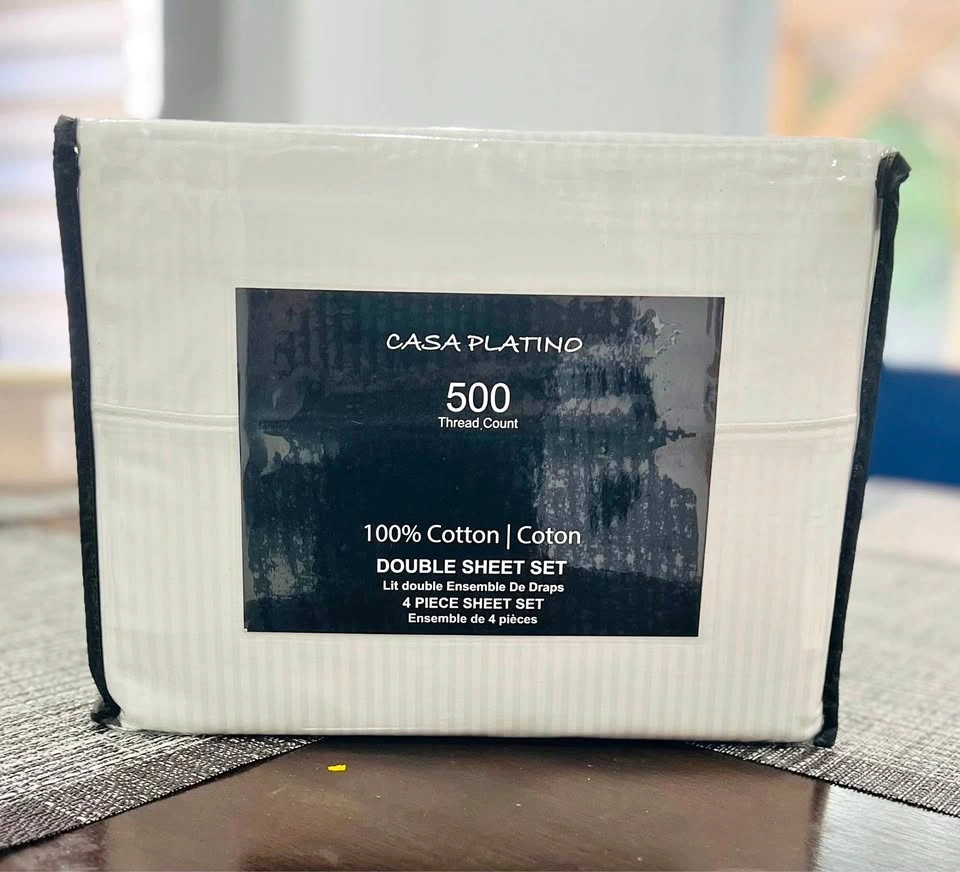 CASA PLATINO
500
Thread Count
100% Cotton | Coton
DOUBLE SHEET SET
Lit double Ensemble De Draps
4 PIECE SHEET SET
Ensemble de 4 pièces